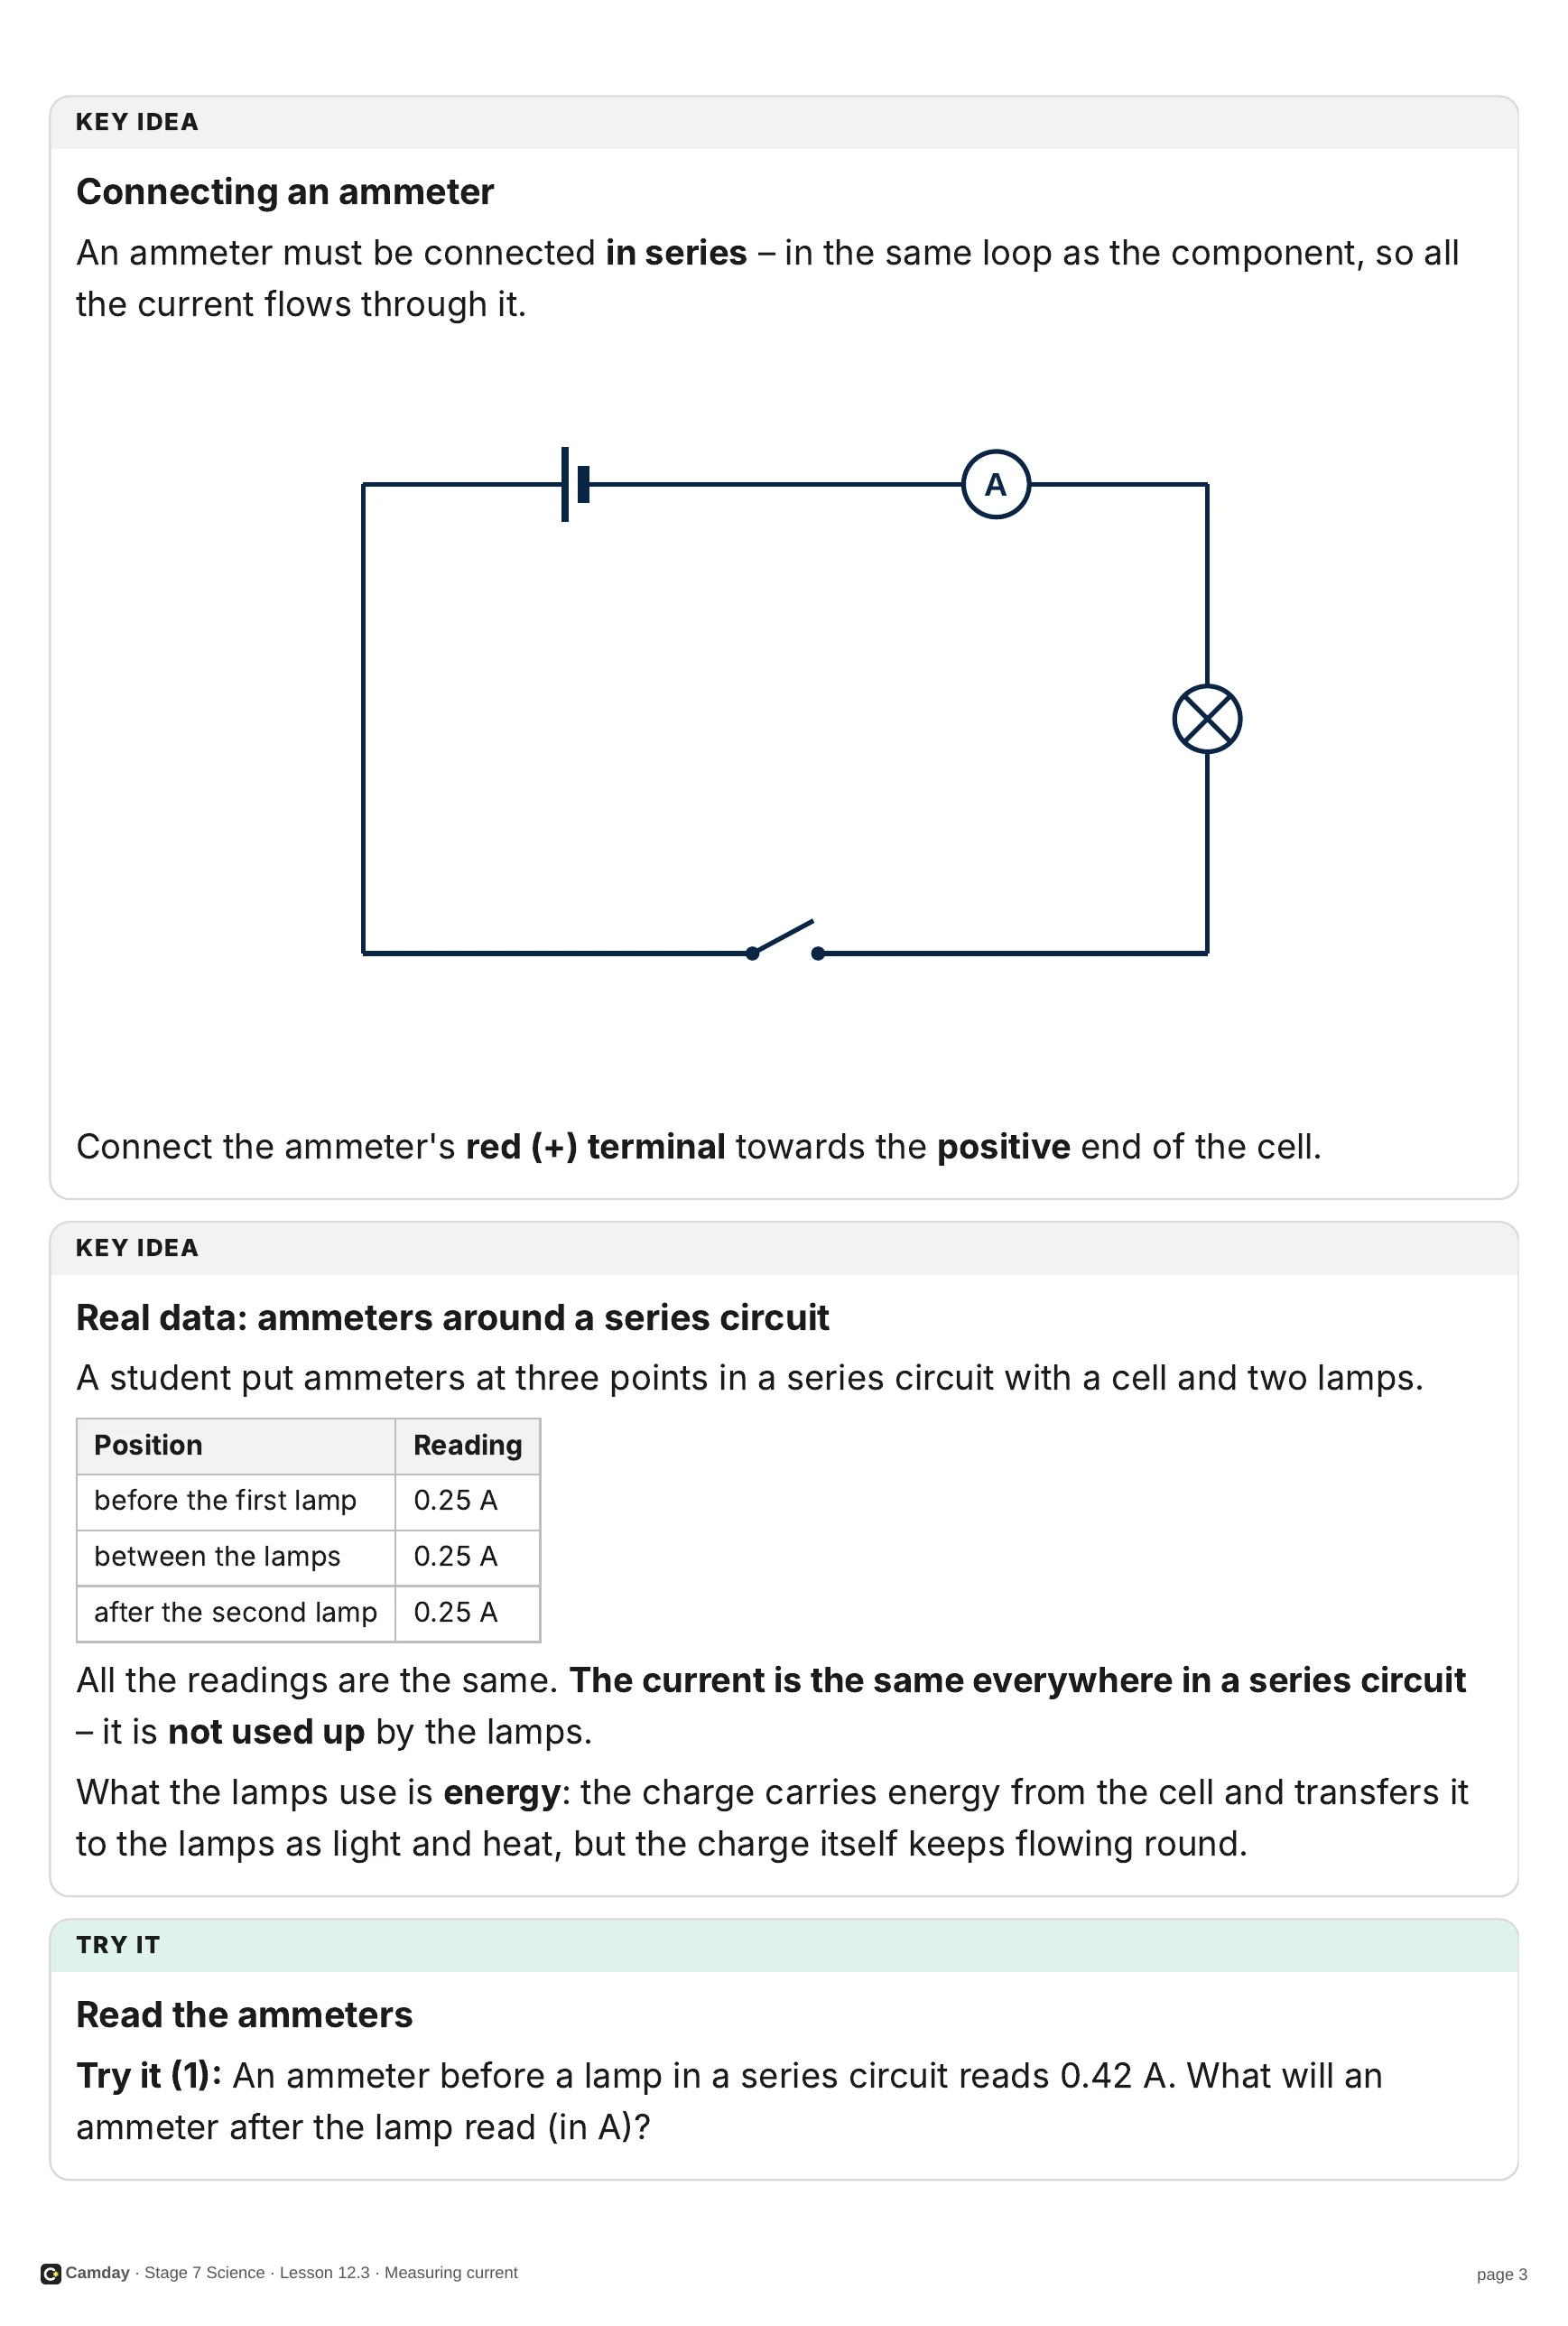 KEY IDEA
Connecting an ammeter
An ammeter must be connected in series – in the same loop as the component, so all
the current flows through it.
A
Connect the ammeter's red (+) terminal towards the positive end of the cell.
KEY IDEA
Real data: ammeters around a series circuit
A student put ammeters at three points in a series circuit with a cell and two lamps.
Position Reading
before the first lamp 0.25 A
between the lamps 0.25 A
after the second lamp 0.25 A
All the readings are the same. The current is the same everywhere in a series circuit
– it is not used up by the lamps.
What the lamps use is energy: the charge carries energy from the cell and transfers it
to the lamps as light and heat, but the charge itself keeps flowing round.
TRY IT
Read the ammeters
Try it (1): An ammeter before a lamp in a series circuit reads 0.42 A. What will an
ammeter after the lamp read (in A)?
Camday · Stage 7 Science · Lesson 12.3 · Measuring current page 3